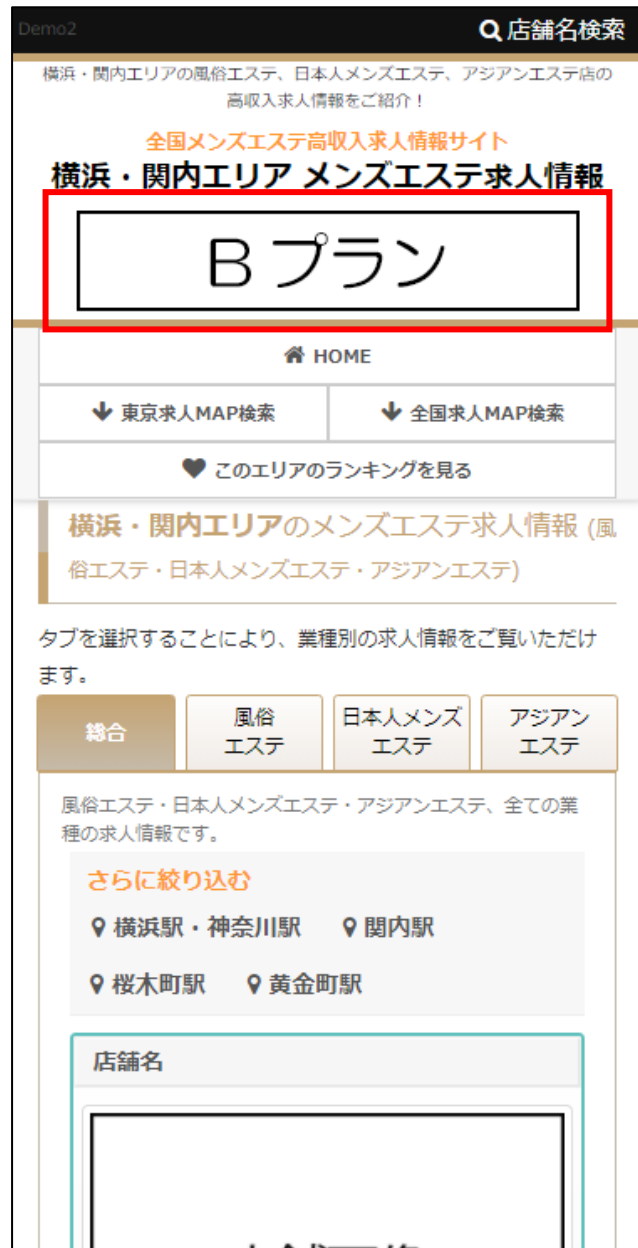 Demo2
店舗名検索
横浜・関内エリアの風俗エステ、日本人メンズエステ、アジアンエステ店の
高収入求人情報をご紹介！
全国メンズエステ高収入求人情報サイト
横浜・関内エリア メンズエステ求人情報
Bプラン
HOME
東京求人MAP検索
全国求人MAP検索
このエリアのランキングを見る
横浜・関内エリアのメンズエステ求人情報 (風
俗エステ・日本人メンズエステ・アジアンエステ)
タブを選択することにより、業種別の求人情報をご覧いただけ
ます。
総合
風俗
エステ
日本人メンズ
エステ
アジアン
エステ
風俗エステ・日本人メンズエステ・アジアンエステ、全ての業
種の求人情報です。
さらに絞り込む
横浜駅・神奈川駅
関内駅
桜木町駅
黄金町駅
店舗名